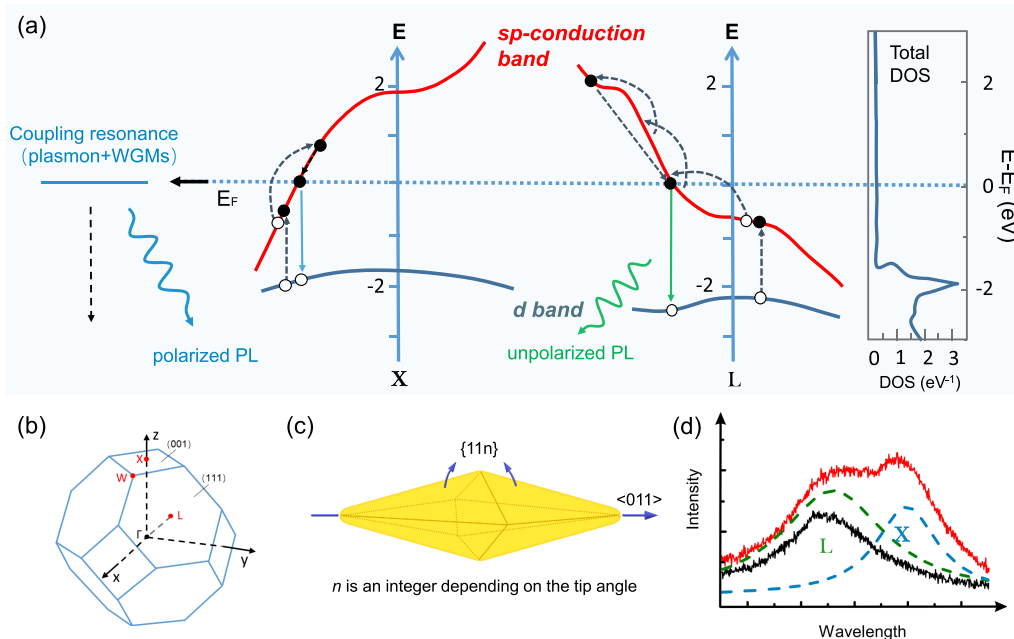 (a)
E
sp-conduction
band
E
Total
DOS
2
2
2
Coupling resonance
(plasmon+WGMs)
E_F
0
E-E_F (eV)
-2
-2
-2
d band
polarized PL
unpolarized PL
X
L
0 1 2 3
DOS (eV⁻¹)
(b)
z
(001)
X
W
(111)
L
Γ
x
y
(c)
{11n}
<011>
n is an integer depending on the tip angle
(d)
Intensity
L
X
Wavelength